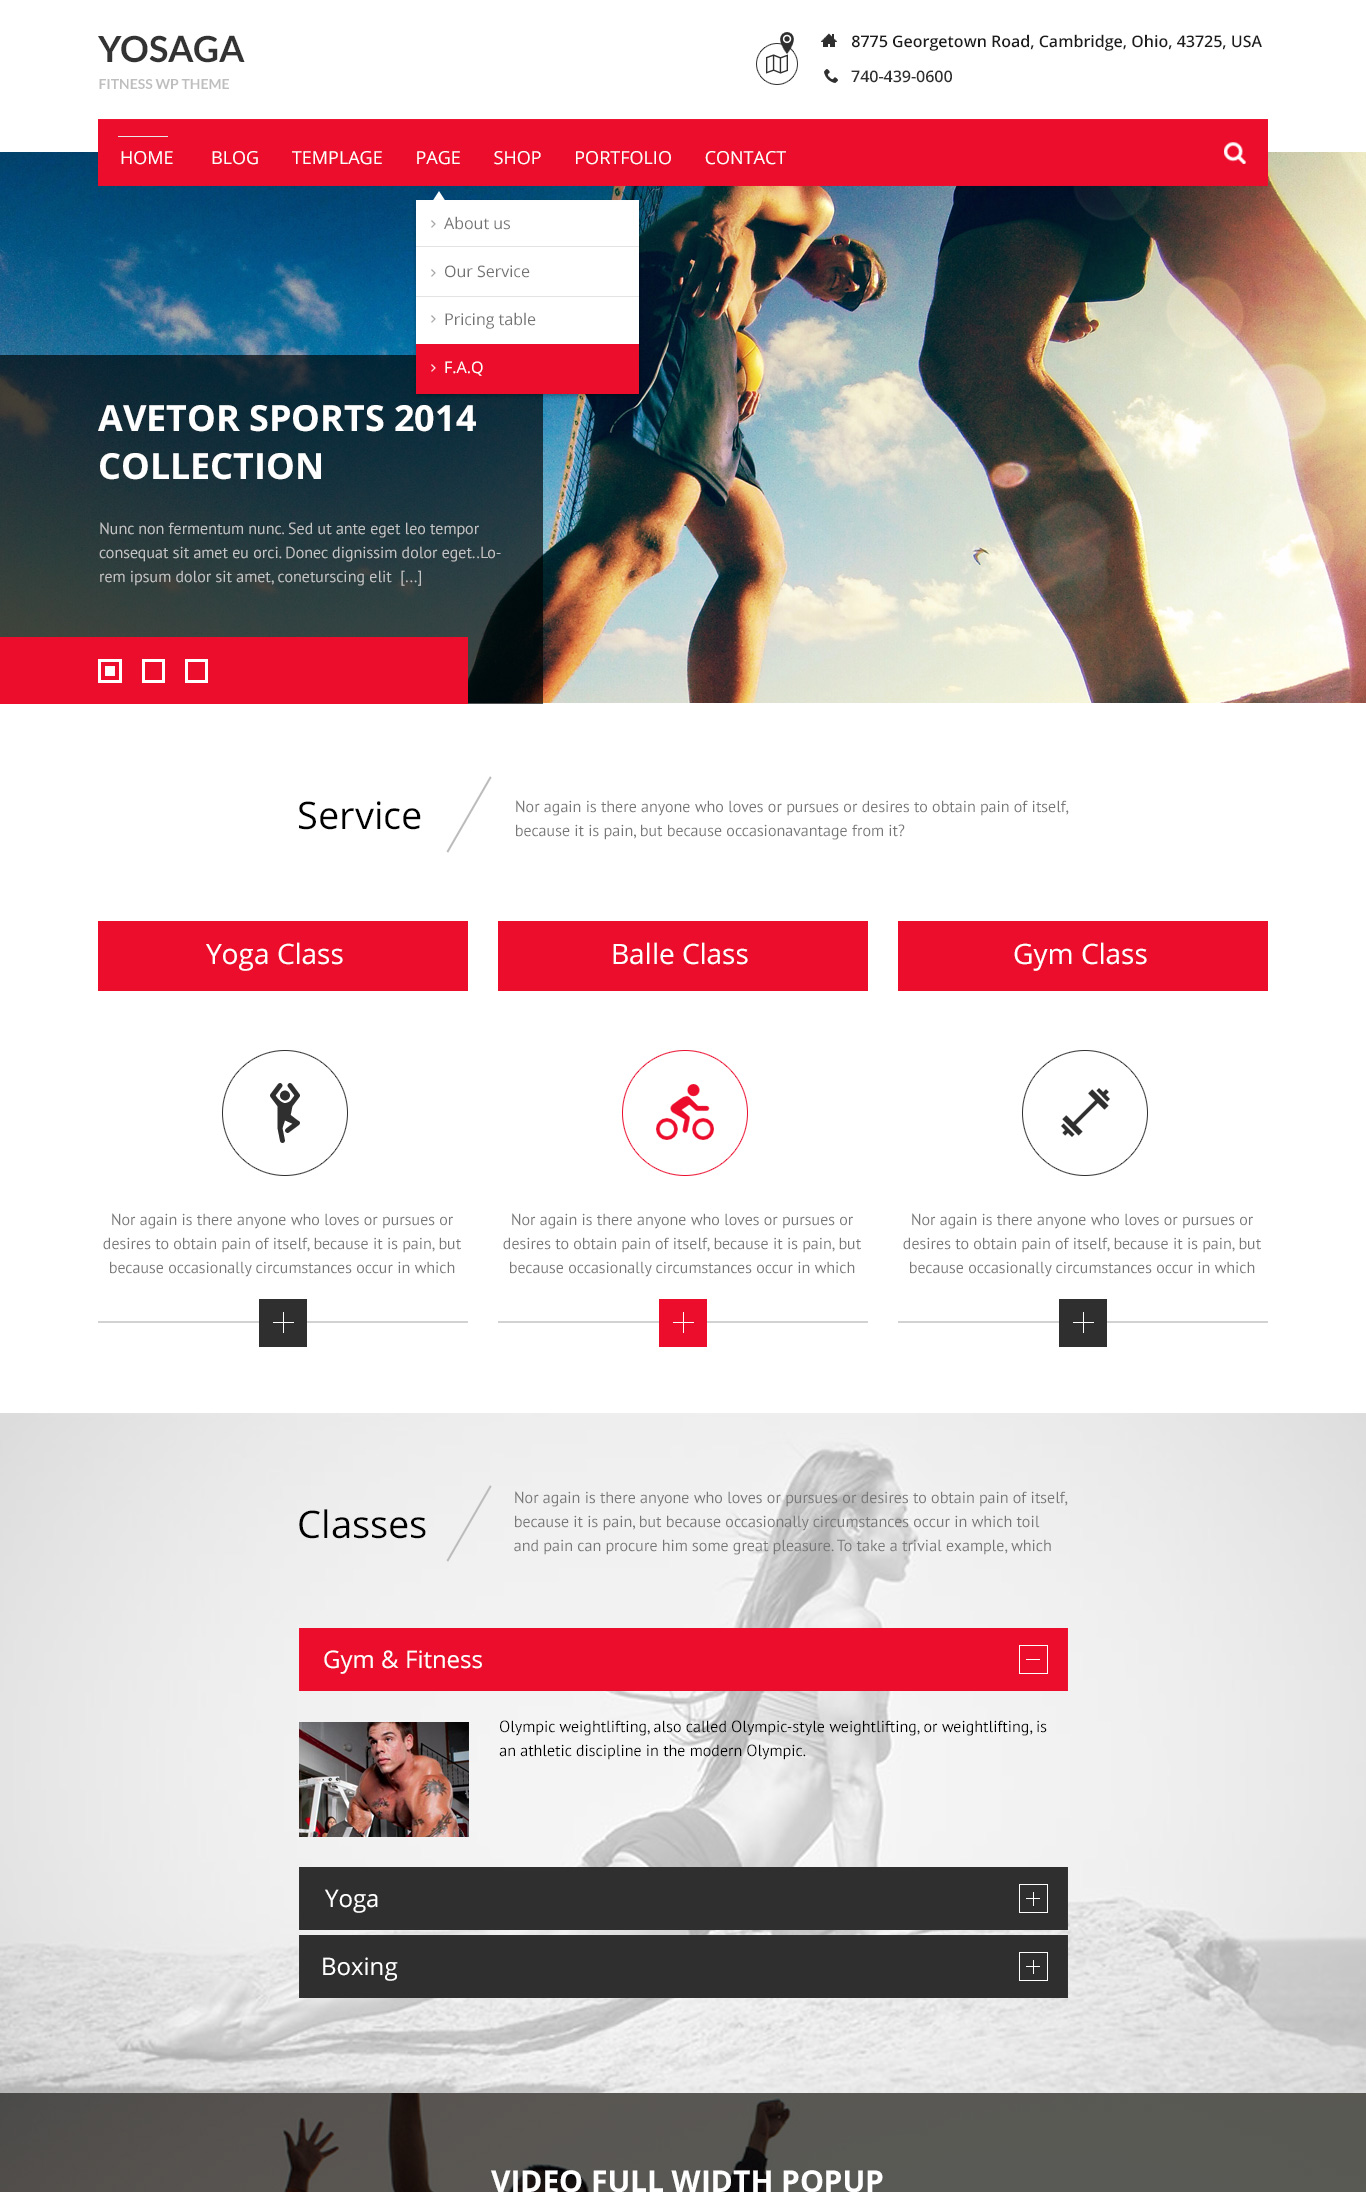 YOSAGA
FITNESS WP THEME
8775 Georgetown Road, Cambridge, Ohio, 43725, USA
740-439-0600
HOME BLOG TEMPLAGE PAGE SHOP PORTFOLIO CONTACT
About us
Our Service
Pricing table
F.A.Q
AVETOR SPORTS 2014
COLLECTION
Nunc non fermentum nunc. Sed ut ante eget leo tempor
consequat sit amet eu orci. Donec dignissim dolor eget..Lo-
rem ipsum dolor sit amet, coneturscing elit [...]
Service
Nor again is there anyone who loves or pursues or desires to obtain pain of itself,
because it is pain, but because occasionavantage from it?
Yoga Class
Nor again is there anyone who loves or pursues or
desires to obtain pain of itself, because it is pain, but
because occasionally circumstances occur in which
Balle Class
Nor again is there anyone who loves or pursues or
desires to obtain pain of itself, because it is pain, but
because occasionally circumstances occur in which
Gym Class
Nor again is there anyone who loves or pursues or
desires to obtain pain of itself, because it is pain, but
because occasionally circumstances occur in which
Classes
Nor again is there anyone who loves or pursues or desires to obtain pain of itself,
because it is pain, but because occasionally circumstances occur in which toil
and pain can procure him some great pleasure. To take a trivial example, which
Gym & Fitness
Olympic weightlifting, also called Olympic-style weightlifting, or weightlifting, is
an athletic discipline in the modern Olympic.
Yoga
Boxing
VIDEO FULL WIDTH POPUP